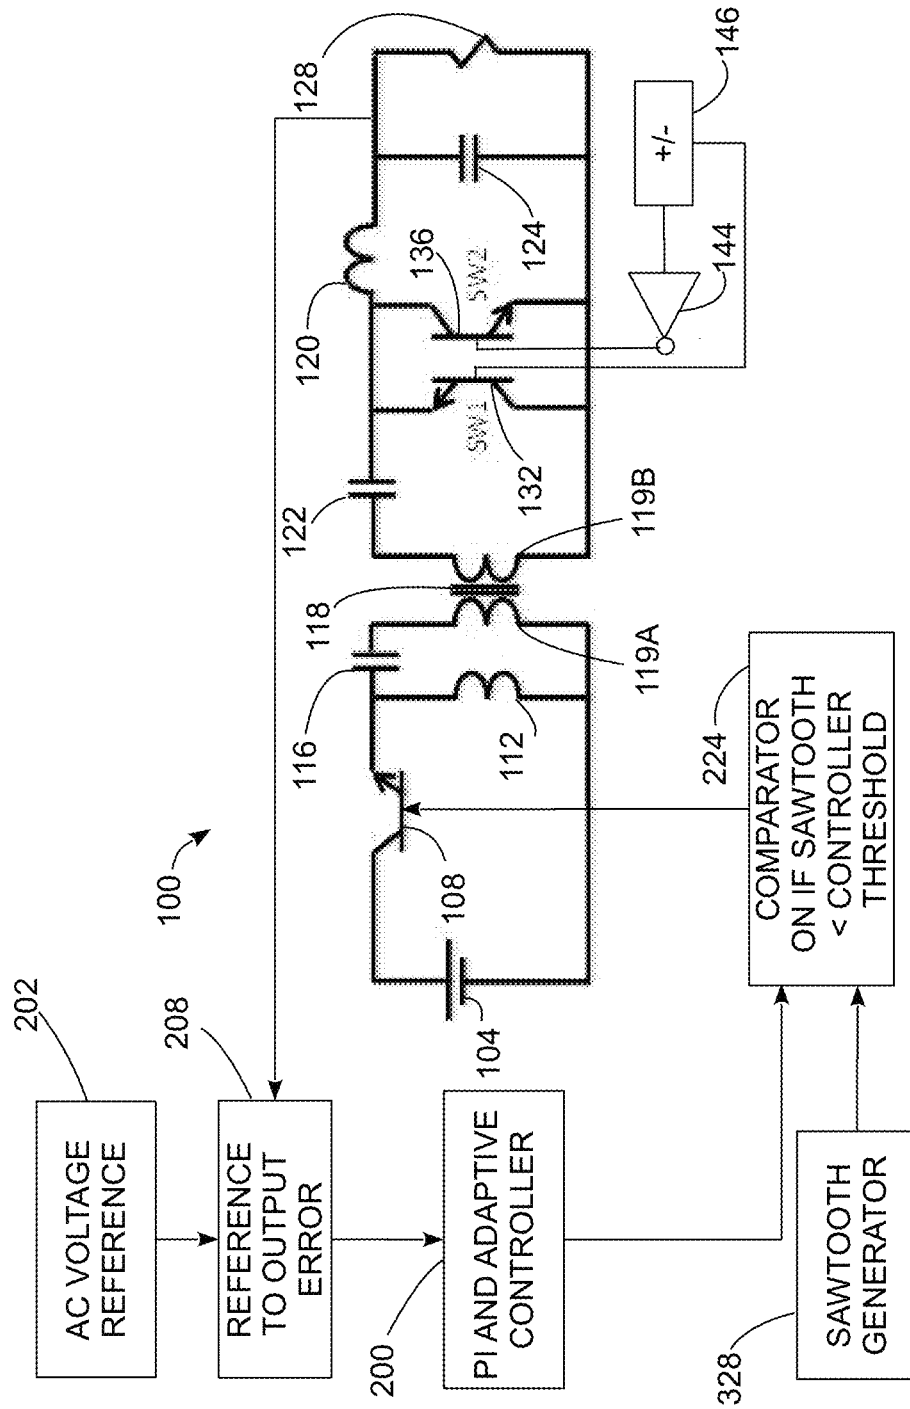 AC VOLTAGE
REFERENCE
202
REFERENCE
TO OUTPUT
ERROR
208
PI AND ADAPTIVE
CONTROLLER
200
SAWTOOTH
GENERATOR
328
COMPARATOR
ON IF SAWTOOTH
< CONTROLLER
THRESHOLD
224
100
104
108
112
116
118
119A
119B
122
SW1
132
SW2
136
120
124
128
+/-
144
146